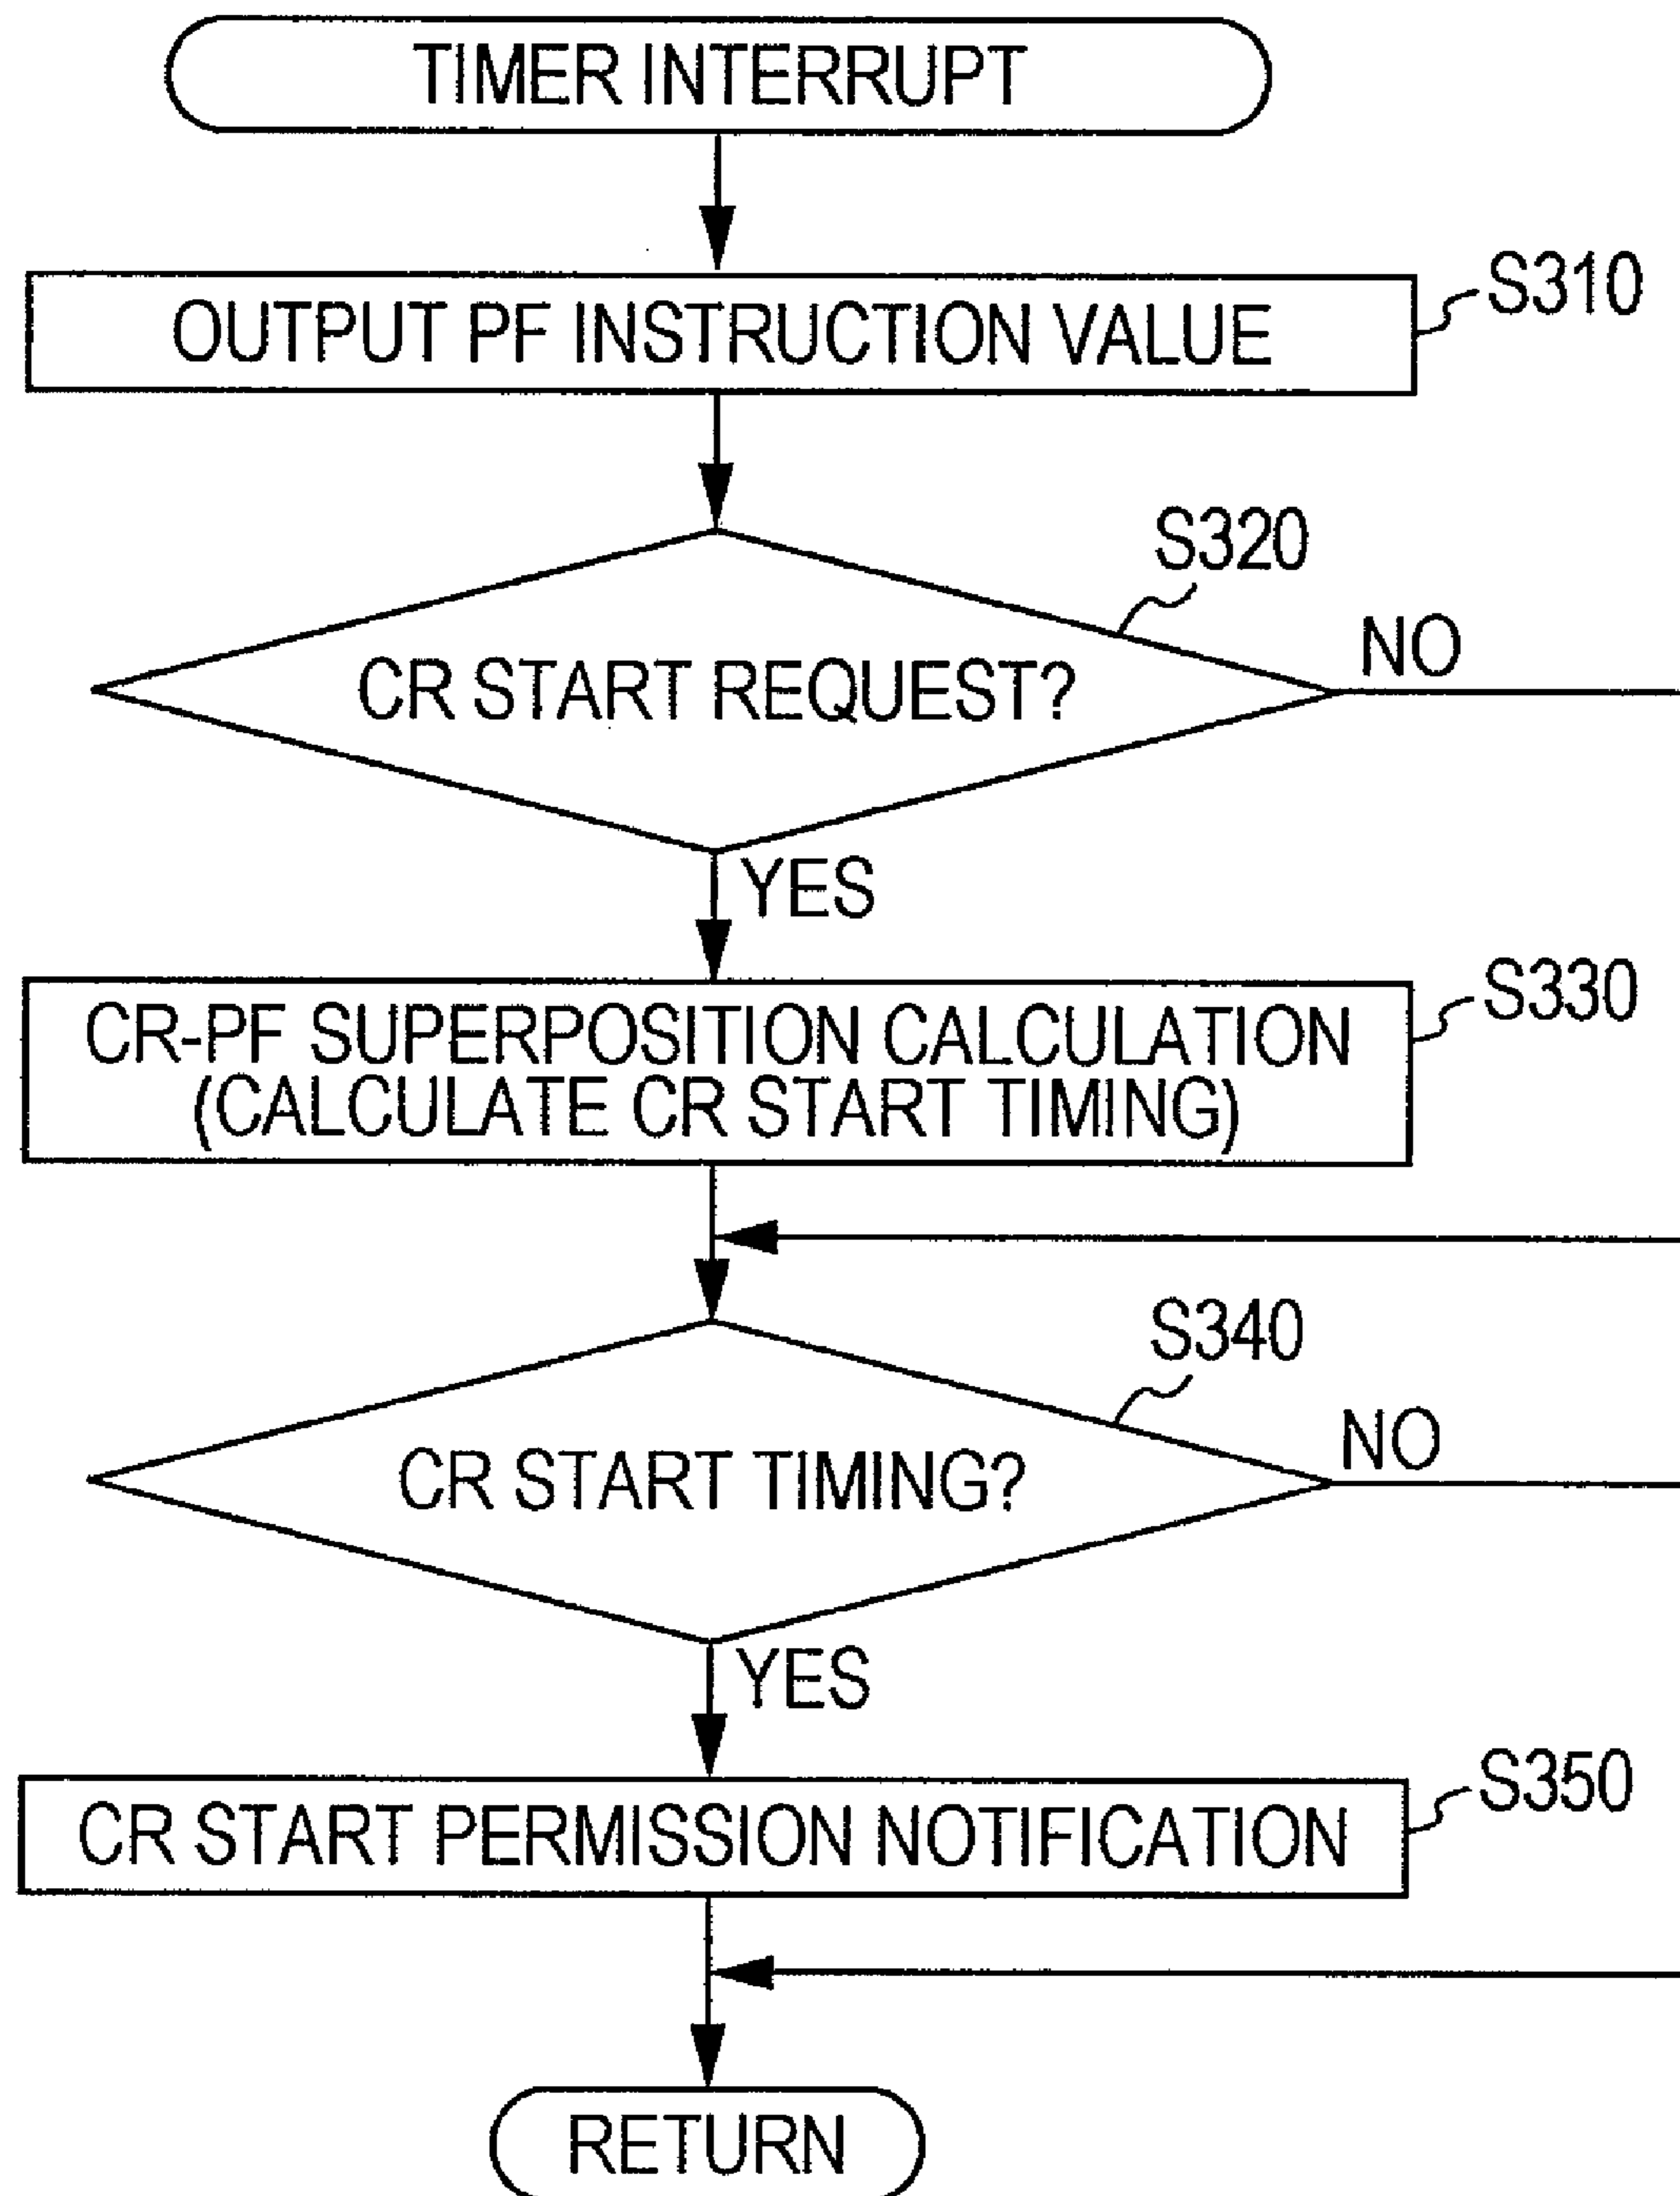 TIMER INTERRUPT
OUTPUT PF INSTRUCTION VALUE
S310
S320
CR START REQUEST?
NO
YES
CR-PF SUPERPOSITION CALCULATION
(CALCULATE CR START TIMING)
S330
S340
CR START TIMING?
NO
YES
CR START PERMISSION NOTIFICATION
S350
RETURN